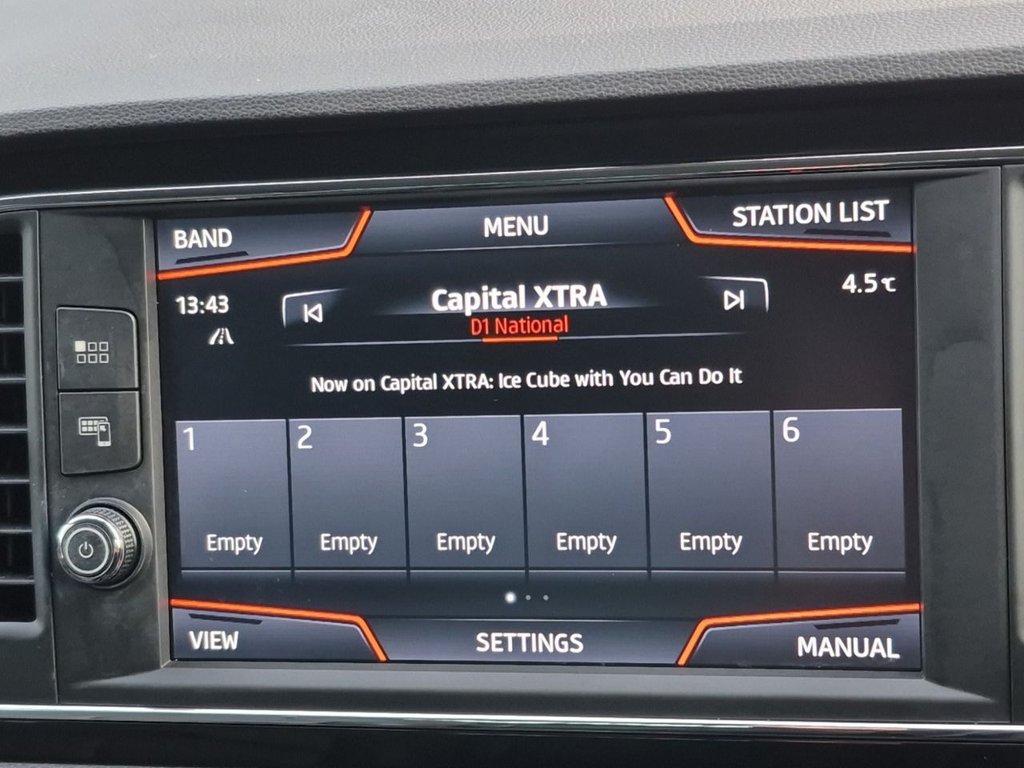 BAND MENU STATION LIST
13:43 Capital XTRA 4.5°C
D1 National
Now on Capital XTRA: Ice Cube with You Can Do It
1 2 3 4 5 6
Empty Empty Empty Empty Empty Empty
VIEW SETTINGS MANUAL